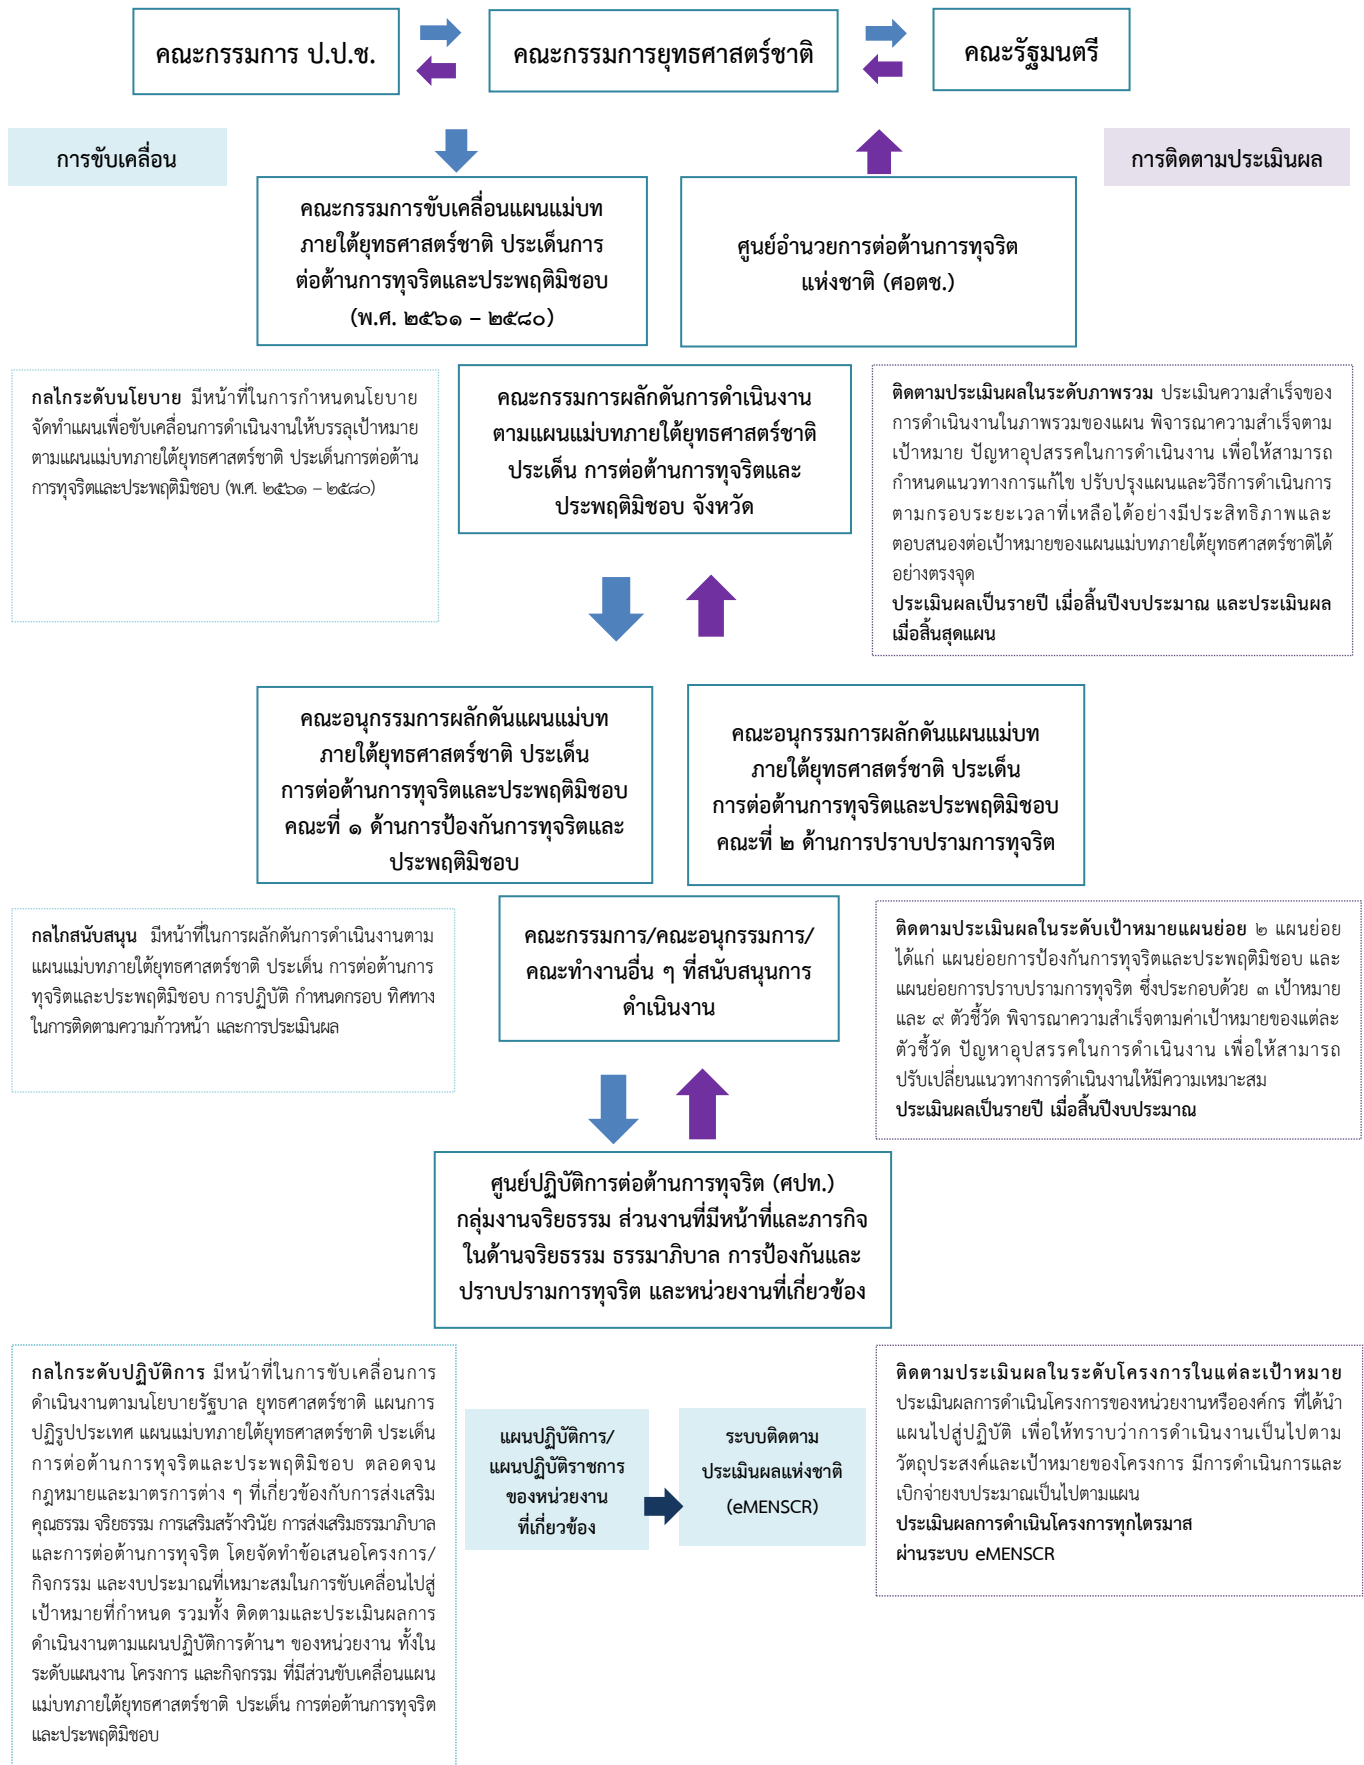 คณะกรรมการ ป.ป.ช.
คณะกรรมการยุทธศาสตร์ชาติ
คณะรัฐมนตรี
การขับเคลื่อน
การติดตามประเมินผล
คณะกรรมการขับเคลื่อนแผนแม่บท
ภายใต้ยุทธศาสตร์ชาติ ประเด็นการ
ต่อต้านการทุจริตและประพฤติมิชอบ
(พ.ศ. ๒๕๖๑ – ๒๕๘๐)
ศูนย์อำนวยการต่อต้านการทุจริต
แห่งชาติ (ศอตช.)
กลไกระดับนโยบาย มีหน้าที่ในการกำหนดนโยบาย
จัดทำแผนเพื่อขับเคลื่อนการดำเนินงานให้บรรลุเป้าหมาย
ตามแผนแม่บทภายใต้ยุทธศาสตร์ชาติ ประเด็นการต่อต้าน
การทุจริตและประพฤติมิชอบ (พ.ศ. ๒๕๖๑ – ๒๕๘๐)
คณะกรรมการผลักดันการดำเนินงาน
ตามแผนแม่บทภายใต้ยุทธศาสตร์ชาติ
ประเด็น การต่อต้านการทุจริตและ
ประพฤติมิชอบ จังหวัด
ติดตามประเมินผลในระดับภาพรวม ประเมินความสำเร็จของ
การดำเนินงานในภาพรวมของแผน พิจารณาความสำเร็จตาม
เป้าหมาย ปัญหาอุปสรรคในการดำเนินงาน เพื่อให้สามารถ
กำหนดแนวทางการแก้ไข ปรับปรุงแผนและวิธีการดำเนินการ
ตามกรอบระยะเวลาที่เหลือได้อย่างมีประสิทธิภาพและ
ตอบสนองต่อเป้าหมายของแผนแม่บทภายใต้ยุทธศาสตร์ชาติได้
อย่างตรงจุด
ประเมินผลเป็นรายปี เมื่อสิ้นปีงบประมาณ และประเมินผล
เมื่อสิ้นสุดแผน
คณะอนุกรรมการผลักดันแผนแม่บท
ภายใต้ยุทธศาสตร์ชาติ ประเด็น
การต่อต้านการทุจริตและประพฤติมิชอบ
คณะที่ ๑ ด้านการป้องกันการทุจริตและ
ประพฤติมิชอบ
คณะอนุกรรมการผลักดันแผนแม่บท
ภายใต้ยุทธศาสตร์ชาติ ประเด็น
การต่อต้านการทุจริตและประพฤติมิชอบ
คณะที่ ๒ ด้านการปราบปรามการทุจริต
กลไกสนับสนุน มีหน้าที่ในการผลักดันการดำเนินงานตาม
แผนแม่บทภายใต้ยุทธศาสตร์ชาติ ประเด็น การต่อต้านการ
ทุจริตและประพฤติมิชอบ การปฏิบัติ กำหนดกรอบ ทิศทาง
ในการติดตามความก้าวหน้า และการประเมินผล
คณะกรรมการ/คณะอนุกรรมการ/
คณะทำงานอื่น ๆ ที่สนับสนุนการ
ดำเนินงาน
ติดตามประเมินผลในระดับเป้าหมายแผนย่อย ๒ แผนย่อย
ได้แก่ แผนย่อยการป้องกันการทุจริตและประพฤติมิชอบ และ
แผนย่อยการปราบปรามการทุจริต ซึ่งประกอบด้วย ๓ เป้าหมาย
และ ๙ ตัวชี้วัด พิจารณาความสำเร็จตามค่าเป้าหมายของแต่ละ
ตัวชี้วัด ปัญหาอุปสรรคในการดำเนินงาน เพื่อให้สามารถ
ปรับเปลี่ยนแนวทางการดำเนินงานให้มีความเหมาะสม
ประเมินผลเป็นรายปี เมื่อสิ้นปีงบประมาณ
ศูนย์ปฏิบัติการต่อต้านการทุจริต (ศปท.)
กลุ่มงานจริยธรรม ส่วนงานที่มีหน้าที่และภารกิจ
ในด้านจริยธรรม ธรรมาภิบาล การป้องกันและ
ปราบปรามการทุจริต และหน่วยงานที่เกี่ยวข้อง
กลไกระดับปฏิบัติการ มีหน้าที่ในการขับเคลื่อนการ
ดำเนินงานตามนโยบายรัฐบาล ยุทธศาสตร์ชาติ แผนการ
ปฏิรูปประเทศ แผนแม่บทภายใต้ยุทธศาสตร์ชาติ ประเด็น
การต่อต้านการทุจริตและประพฤติมิชอบ ตลอดจน
กฎหมายและมาตรการต่าง ๆ ที่เกี่ยวข้องกับการส่งเสริม
คุณธรรม จริยธรรม การเสริมสร้างวินัย การส่งเสริมธรรมาภิบาล
และการต่อต้านการทุจริต โดยจัดทำข้อเสนอโครงการ/
กิจกรรม และงบประมาณที่เหมาะสมในการขับเคลื่อนไปสู่
เป้าหมายที่กำหนด รวมทั้ง ติดตามและประเมินผลการ
ดำเนินงานตามแผนปฏิบัติการด้านฯ ของหน่วยงาน ทั้งใน
ระดับแผนงาน โครงการ และกิจกรรม ที่มีส่วนขับเคลื่อนแผน
แม่บทภายใต้ยุทธศาสตร์ชาติ ประเด็น การต่อต้านการทุจริต
และประพฤติมิชอบ
แผนปฏิบัติการ/
แผนปฏิบัติราชการ
ของหน่วยงาน
ที่เกี่ยวข้อง
ระบบติดตาม
ประเมินผลแห่งชาติ
(eMENSCR)
ติดตามประเมินผลในระดับโครงการในแต่ละเป้าหมาย
ประเมินผลการดำเนินโครงการของหน่วยงานหรือองค์กร ที่ได้นำ
แผนไปสู่ปฏิบัติ เพื่อให้ทราบว่าการดำเนินงานเป็นไปตาม
วัตถุประสงค์และเป้าหมายของโครงการ มีการดำเนินการและ
เบิกจ่ายงบประมาณเป็นไปตามแผน
ประเมินผลการดำเนินโครงการทุกไตรมาส
ผ่านระบบ eMENSCR